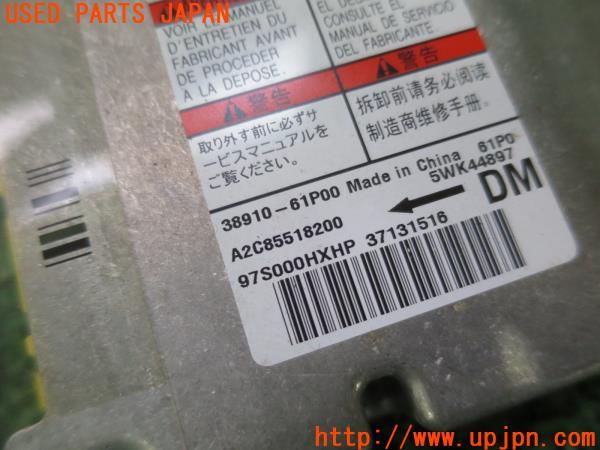 USED PARTS JAPAN
VOIR LE MANUEL
D'ENTRETIEN DU
FABRICANT AVANT
DE PROCEDER
A LA DEPOSE.
CONSULTE EL
MANUAL DE SERVICIO
DEL FABRICANTE.
警告
取り外す前に必ずサ
ービスマニュアルを
ご覧ください。
警告
拆卸前请务必阅读
制造商维修手册.
38910-61P00 Made in China 61P0
A2C85518200 5WK44897
97S000HXHP 37131516
DM
UPJ
http://www.upjpn.com/